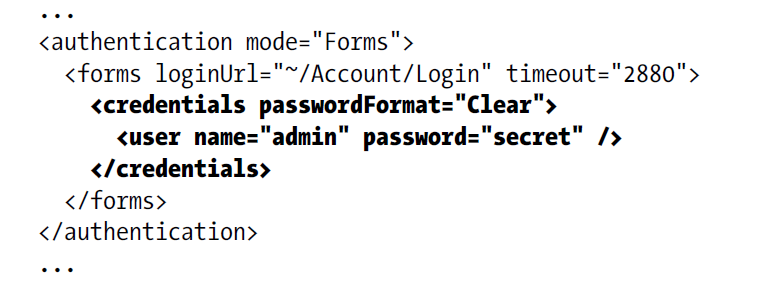 ...
<authentication mode="Forms">
<forms loginUrl="~/Account/Login" timeout="2880">
<credentials passwordFormat="Clear">
<user name="admin" password="secret" />
</credentials>
</forms>
</authentication>
...